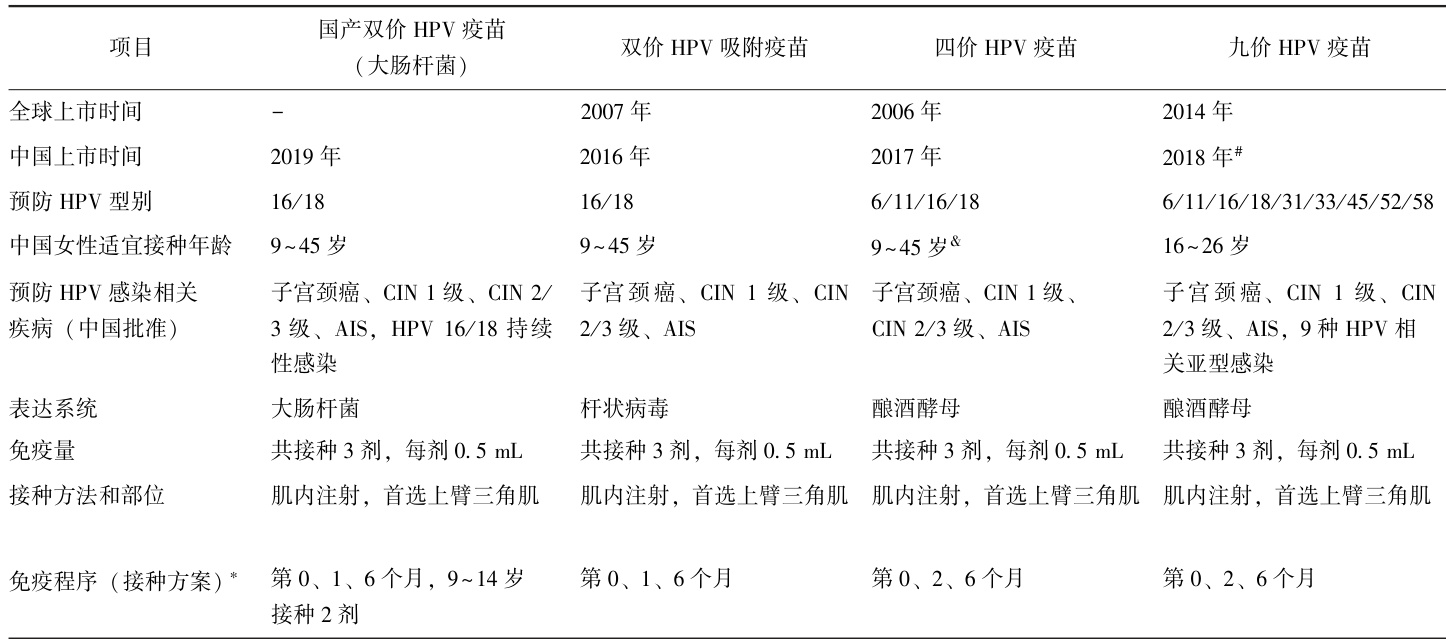 项目 国产双价 HPV 疫苗（大肠杆菌） 双价 HPV 吸附疫苗 四价 HPV 疫苗 九价 HPV 疫苗
全球上市时间 - 2007 年 2006 年 2014 年
中国上市时间 2019 年 2016 年 2017 年 2018 年#
预防 HPV 型别 16/18 16/18 6/11/16/18 6/11/16/18/31/33/45/52/58
中国女性适宜接种年龄 9~45 岁 9~45 岁 9~45 岁& 16~26 岁
预防 HPV 感染相关 子宫颈癌、CIN 1 级、CIN 2/ 子宫颈癌、CIN 1 级、CIN 子宫颈癌、CIN 1 级、 子宫颈癌、CIN 1 级、CIN
疾病（中国批准） 3 级、AIS，HPV 16/18 持续 2/3 级、AIS CIN 2/3 级、AIS 2/3 级、AIS，9 种 HPV 相
性感染 关亚型感染
表达系统 大肠杆菌 杆状病毒 酿酒酵母 酿酒酵母
免疫量 共接种 3 剂，每剂 0.5 mL 共接种 3 剂，每剂 0.5 mL 共接种 3 剂，每剂 0.5 mL 共接种 3 剂，每剂 0.5 mL
接种方法和部位 肌内注射，首选上臂三角肌 肌内注射，首选上臂三角肌 肌内注射，首选上臂三角肌 肌内注射，首选上臂三角肌
免疫程序（接种方案）* 第 0、1、6 个月，9~14 岁 第 0、1、6 个月 第 0、2、6 个月 第 0、2、6 个月
接种 2 剂